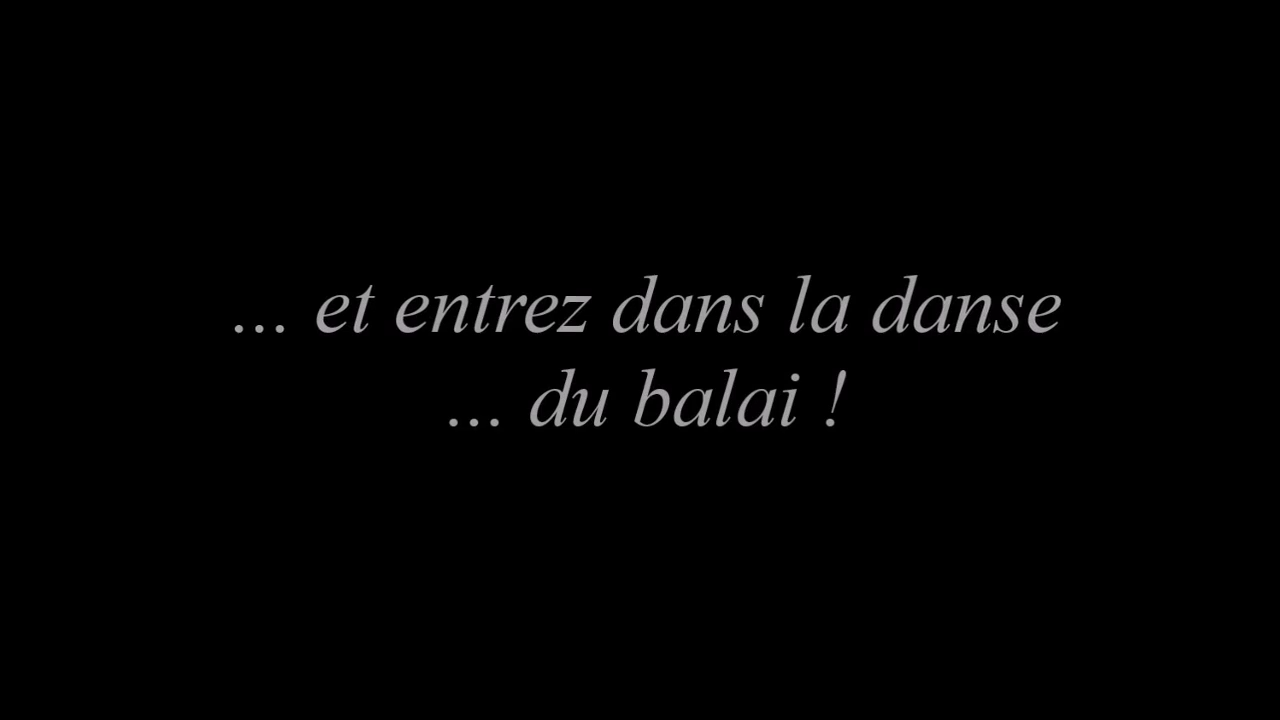 ... et entrez dans la danse
... du balai !